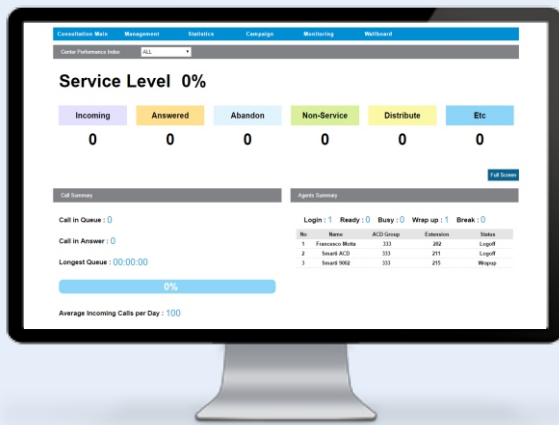 Consultation Main Management Statistics Campaign Monitoring Wallboard
Center Performance Index ALL
Service Level 0%
Incoming Answered Abandon Non-Service Distribute Etc
0 0 0 0 0 0
Full Screen
Call Summary
Call in Queue : 0
Call in Answer : 0
Longest Queue : 00:00:00
0%
Average Incoming Calls per Day : 100
Agents Summary
Login : 1 Ready : 0 Busy : 0 Wrap up : 1 Break : 0
No Name ACD Group Extension Status
1 Francesco Motta 333 202 Logoff
2 Smart ACD 333 211 Logoff
3 Smart 9002 333 215 Wrapup